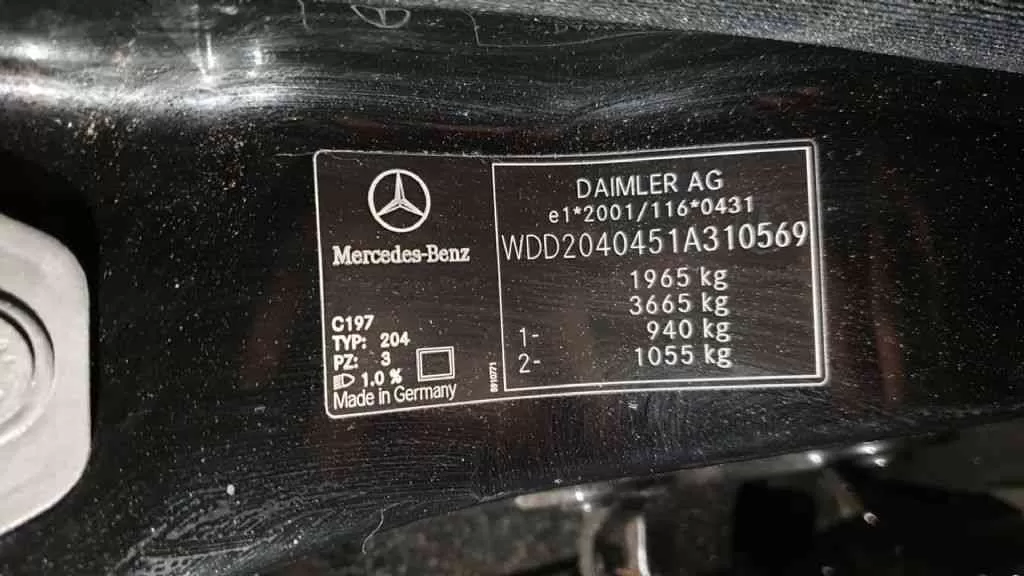 Mercedes-Benz
C197
TYP: 204
PZ: 3
1.0 %
Made in Germany
DAIMLER AG
e1*2001/116*0431
WDD2040451A310569
1965 kg
3665 kg
1- 940 kg
2- 1055 kg